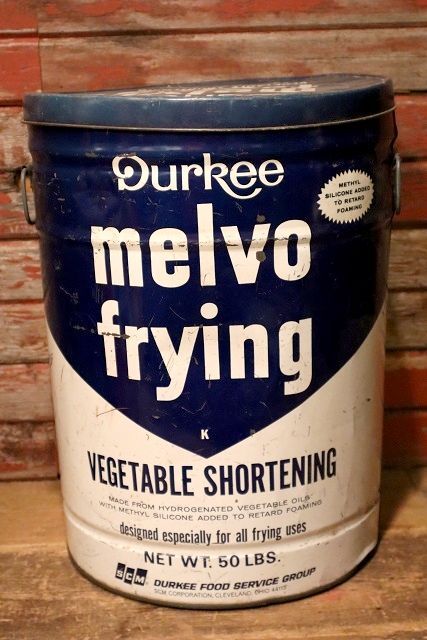 Durkee
METHYL
SILICONE ADDED
TO RETARD
FOAMING
melvo
frying
K
VEGETABLE SHORTENING
MADE FROM HYDROGENATED VEGETABLE OILS
WITH METHYL SILICONE ADDED TO RETARD FOAMING
designed especially for all frying uses
NET WT. 50 LBS.
SCM DURKEE FOOD SERVICE GROUP
SCM CORPORATION, CLEVELAND, OHIO 44115